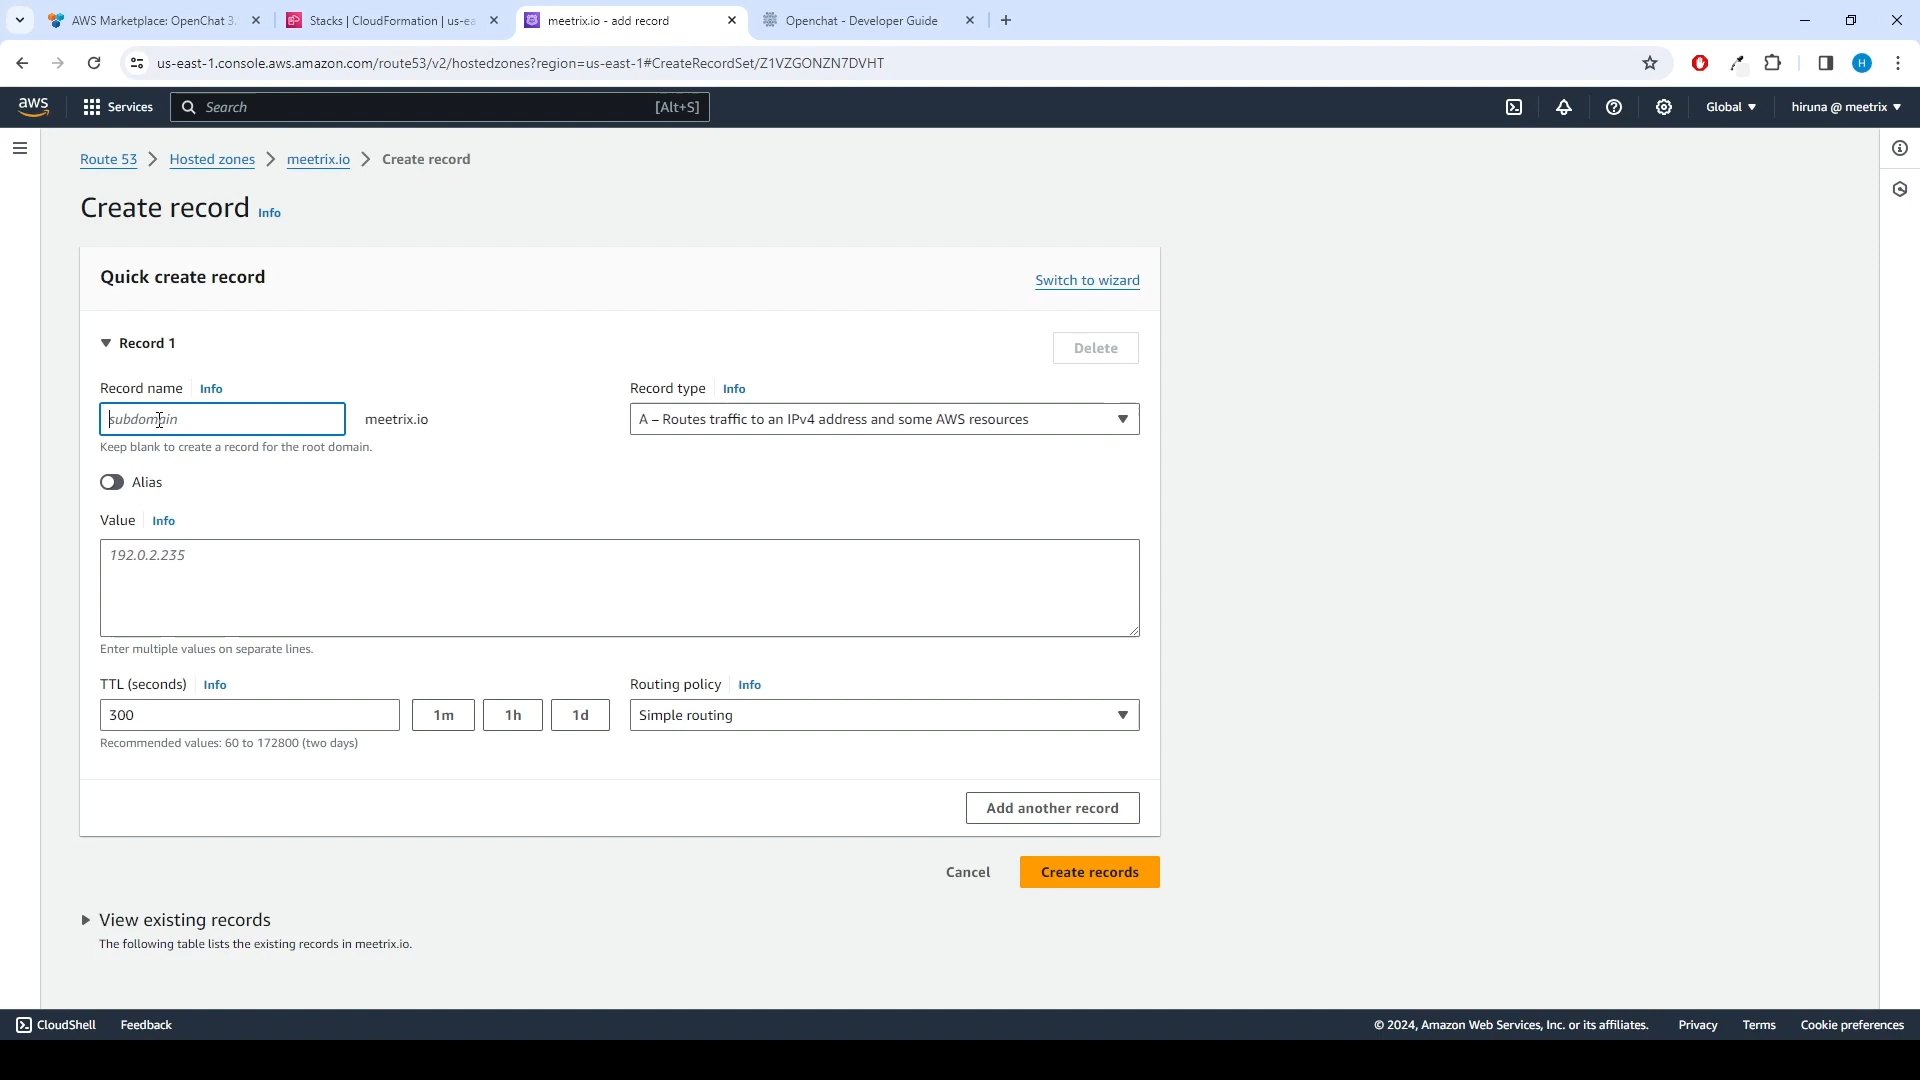 AWS Marketplace: OpenChat 3.
Stacks | CloudFormation | us-ea
meetrix.io - add record
Openchat - Developer Guide
us-east-1.console.aws.amazon.com/route53/v2/hostedzones?region=us-east-1#CreateRecordSet/Z1VZGONZN7DVHT
H
aws
Services
Search
[Alt+S]
Global
hiruna @ meetrix
Route 53
Hosted zones
meetrix.io
Create record
Create record
Info
Quick create record
Switch to wizard
Record 1
Delete
Record name
Info
Record type
Info
subdomain
meetrix.io
A – Routes traffic to an IPv4 address and some AWS resources
Keep blank to create a record for the root domain.
Alias
Value
Info
192.0.2.235
Enter multiple values on separate lines.
TTL (seconds)
Info
Routing policy
Info
300
1m
1h
1d
Simple routing
Recommended values: 60 to 172800 (two days)
Add another record
Cancel
Create records
View existing records
The following table lists the existing records in meetrix.io.
CloudShell
Feedback
© 2024, Amazon Web Services, Inc. or its affiliates.
Privacy
Terms
Cookie preferences